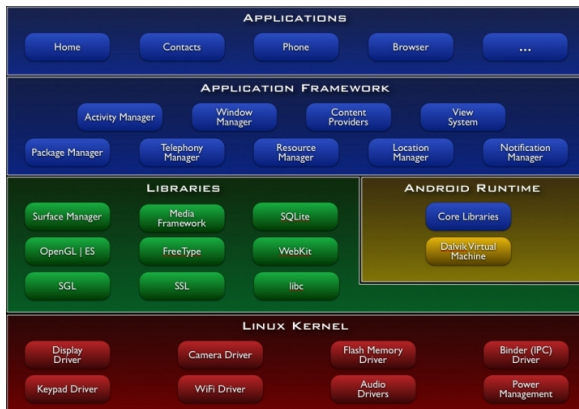 APPLICATIONS
Home
Contacts
Phone
Browser
...
APPLICATION FRAMEWORK
Activity Manager
Window
Manager
Content
Providers
View
System
Package Manager
Telephony
Manager
Resource
Manager
Location
Manager
Notification
Manager
LIBRARIES
Surface Manager
Media
Framework
SQLite
OpenGL | ES
FreeType
WebKit
SGL
SSL
libc
ANDROID RUNTIME
Core Libraries
Dalvik Virtual
Machine
LINUX KERNEL
Display
Driver
Camera Driver
Flash Memory
Driver
Binder (IPC)
Driver
Keypad Driver
WiFi Driver
Audio
Drivers
Power
Management